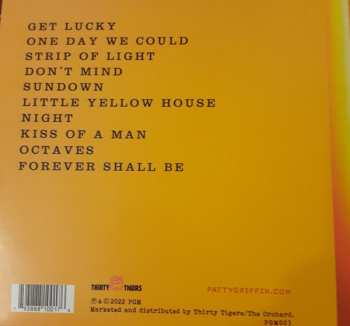 GET LUCKY
ONE DAY WE COULD
STRIP OF LIGHT
DON'T MIND
SUNDOWN
LITTLE YELLOW HOUSE
NIGHT
KISS OF A MAN
OCTAVES
FOREVER SHALL BE
THIRTY TIGERS
PATTYGRIFFIN.COM
℗ & © 2022 PGM
Marketed and distributed by Thirty Tigers/The Orchard.
PGM003